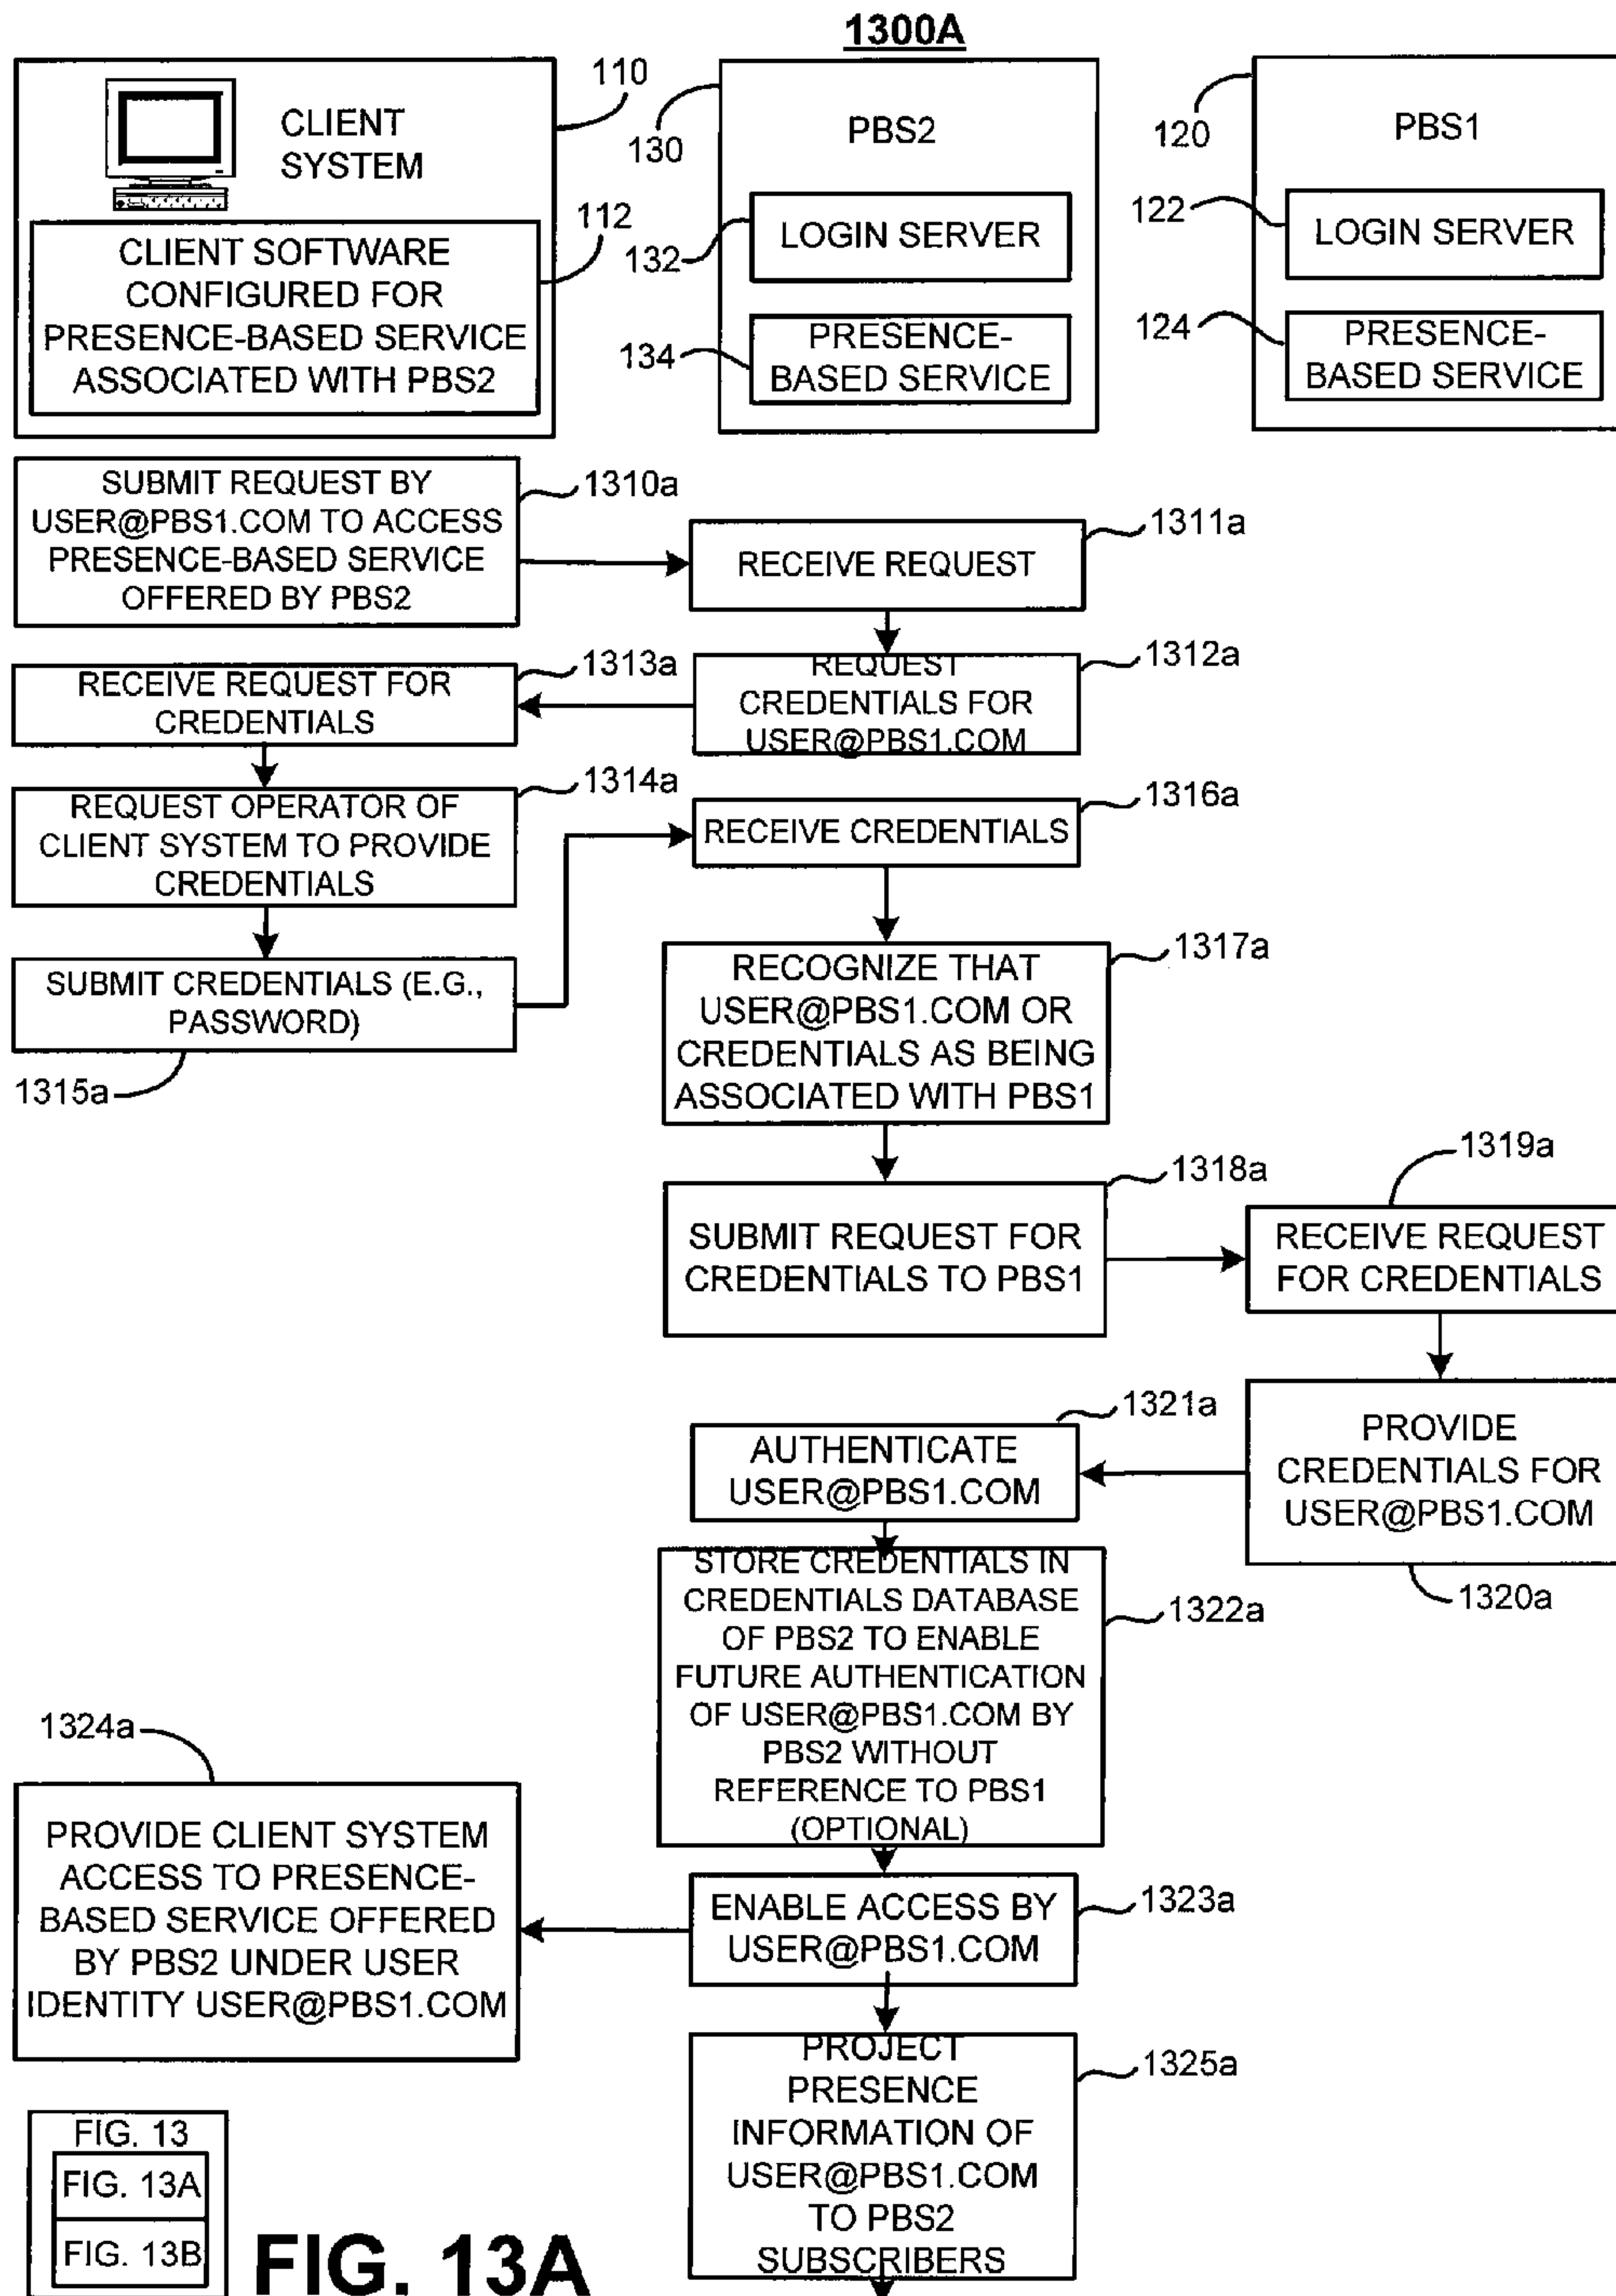 1300A
CLIENT
SYSTEM
110
CLIENT SOFTWARE
CONFIGURED FOR
PRESENCE-BASED SERVICE
ASSOCIATED WITH PBS2
112
130
PBS2
132
LOGIN SERVER
134
PRESENCE-
BASED SERVICE
120
PBS1
122
LOGIN SERVER
124
PRESENCE-
BASED SERVICE
SUBMIT REQUEST BY
USER@PBS1.COM TO ACCESS
PRESENCE-BASED SERVICE
OFFERED BY PBS2
1310a
RECEIVE REQUEST
1311a
REQUEST
CREDENTIALS FOR
USER@PBS1.COM
1312a
RECEIVE REQUEST FOR
CREDENTIALS
1313a
REQUEST OPERATOR OF
CLIENT SYSTEM TO PROVIDE
CREDENTIALS
1314a
SUBMIT CREDENTIALS (E.G.,
PASSWORD)
1315a
RECEIVE CREDENTIALS
1316a
RECOGNIZE THAT
USER@PBS1.COM OR
CREDENTIALS AS BEING
ASSOCIATED WITH PBS1
1317a
SUBMIT REQUEST FOR
CREDENTIALS TO PBS1
1318a
1319a
RECEIVE REQUEST
FOR CREDENTIALS
PROVIDE
CREDENTIALS FOR
USER@PBS1.COM
1320a
1321a
AUTHENTICATE
USER@PBS1.COM
STORE CREDENTIALS IN
CREDENTIALS DATABASE
OF PBS2 TO ENABLE
FUTURE AUTHENTICATION
OF USER@PBS1.COM BY
PBS2 WITHOUT
REFERENCE TO PBS1
(OPTIONAL)
1322a
ENABLE ACCESS BY
USER@PBS1.COM
1323a
1324a
PROVIDE CLIENT SYSTEM
ACCESS TO PRESENCE-
BASED SERVICE OFFERED
BY PBS2 UNDER USER
IDENTITY USER@PBS1.COM
PROJECT
PRESENCE
INFORMATION OF
USER@PBS1.COM
TO PBS2
SUBSCRIBERS
1325a
FIG. 13
FIG. 13A
FIG. 13B
FIG. 13A